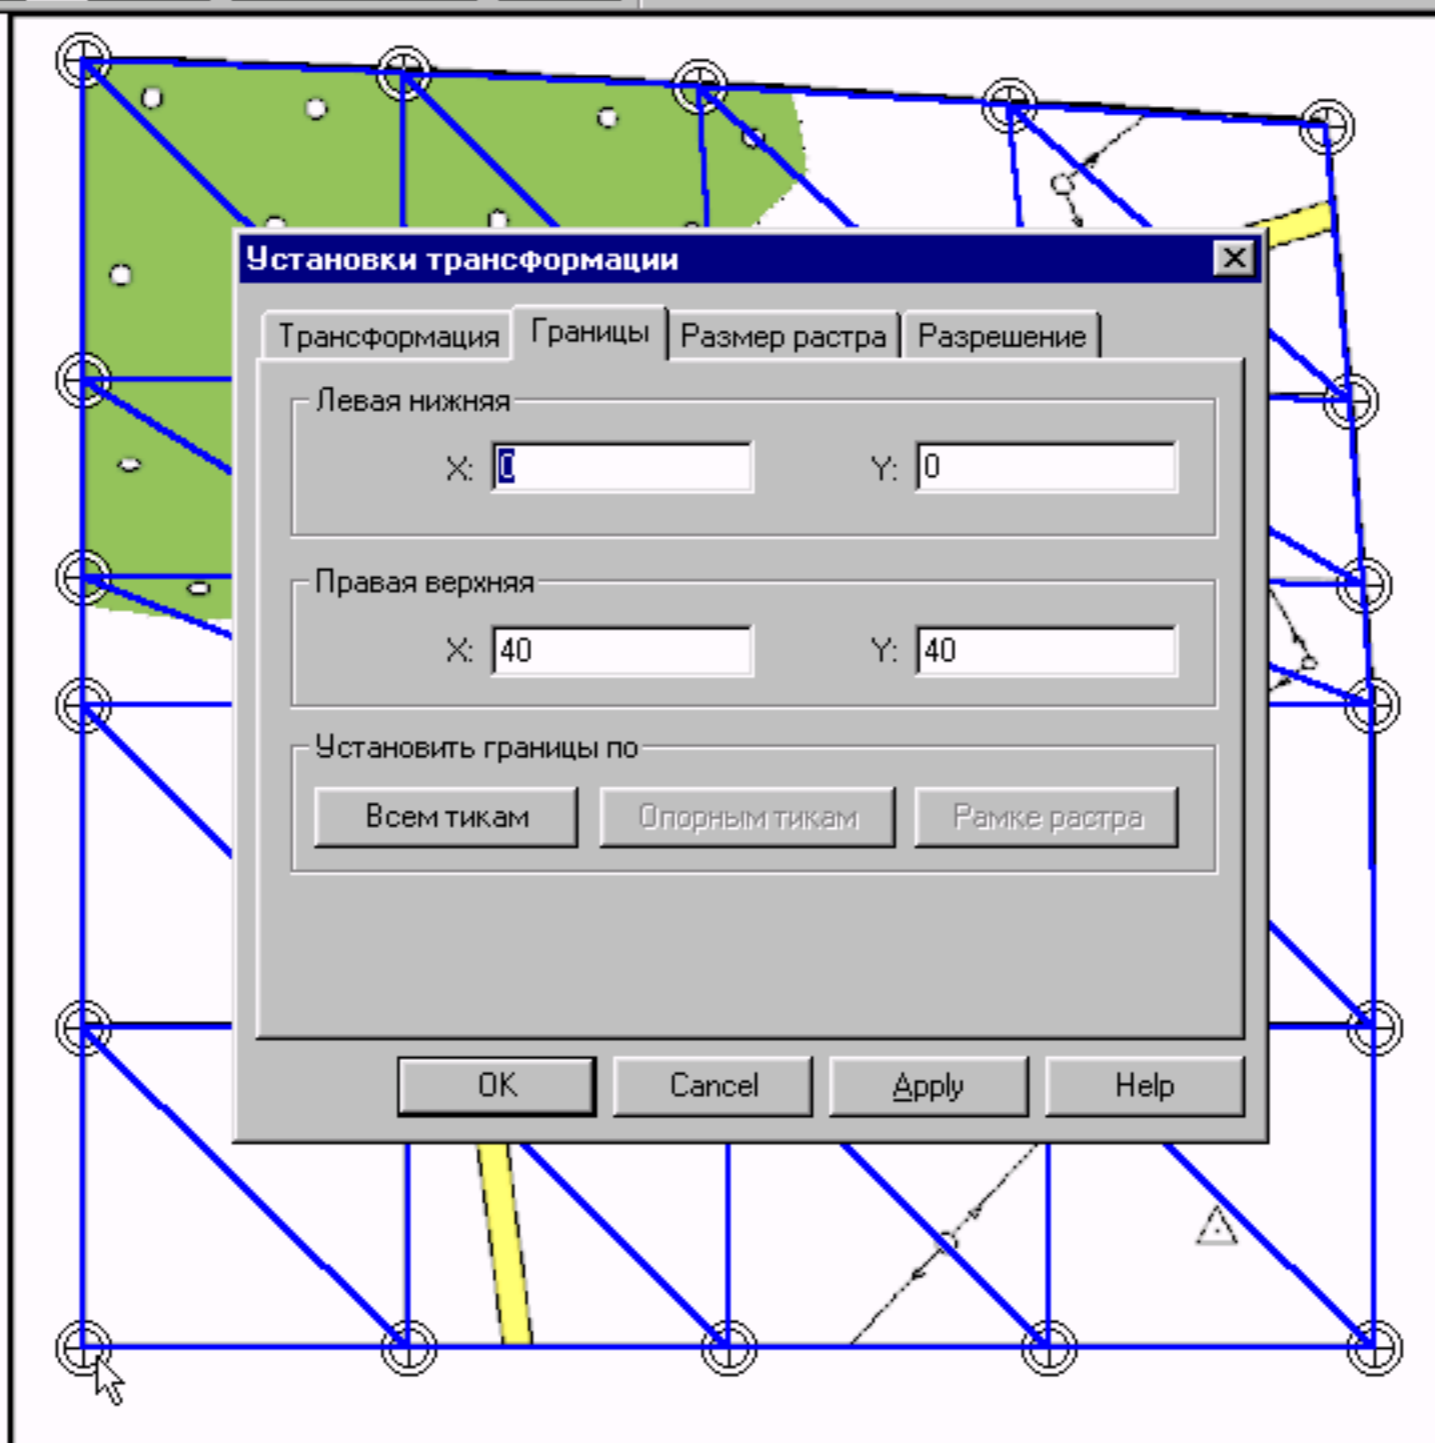 Установки трансформации
Трансформация Границы Размер растра Разрешение
Левая нижняя
X: 0 Y: 0
Правая верхняя
X: 40 Y: 40
Установить границы по
Всем тикам Опорным тикам Рамке растра
OK Cancel Apply Help